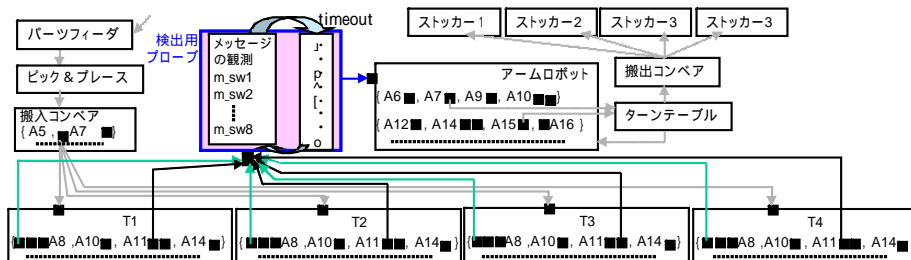 timeout
パーツフィーダ
検出用
プローブ
メッセージ
の観測
m_sw1
m_sw2
m_sw8
ストッカー1
ストッカー2
ストッカー3
ストッカー3
ピック＆プレース
アームロボット
搬出コンベア
{ A6 , A7 , A9 , A10 }
ターンテーブル
{A12 , A14 , A15 , A16 }
搬入コンベア
{ A5 , A7 }
T1
{ A8 ,A10 , A11 , A14 }
T2
{ A8 ,A10 , A11 , A14 }
T3
{ A8 ,A10 , A11 , A14 }
T4
{ A8 ,A10 , A11 , A14